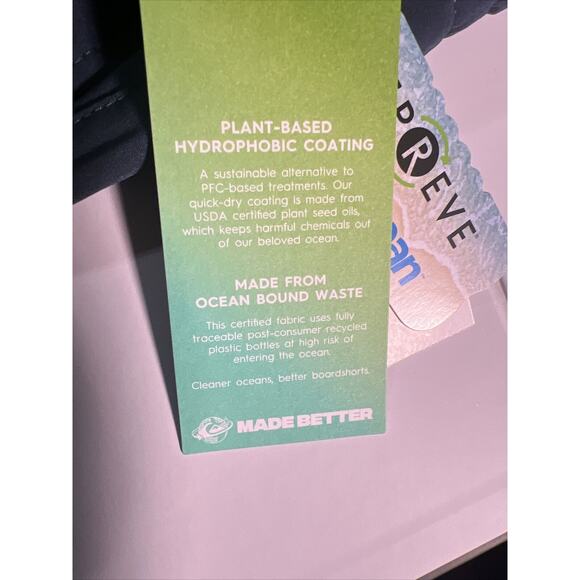 PLANT-BASED
HYDROPHOBIC COATING
A sustainable alternative to
PFC-based treatments. Our
quick-dry coating is made from
USDA certified plant seed oils,
which keeps harmful chemicals out
of our beloved ocean.
MADE FROM
OCEAN BOUND WASTE
This certified fabric uses fully
traceable post-consumer recycled
plastic bottles at high risk of
entering the ocean.
Cleaner oceans, better boardshorts.
MADE BETTER
R
EVE
an™